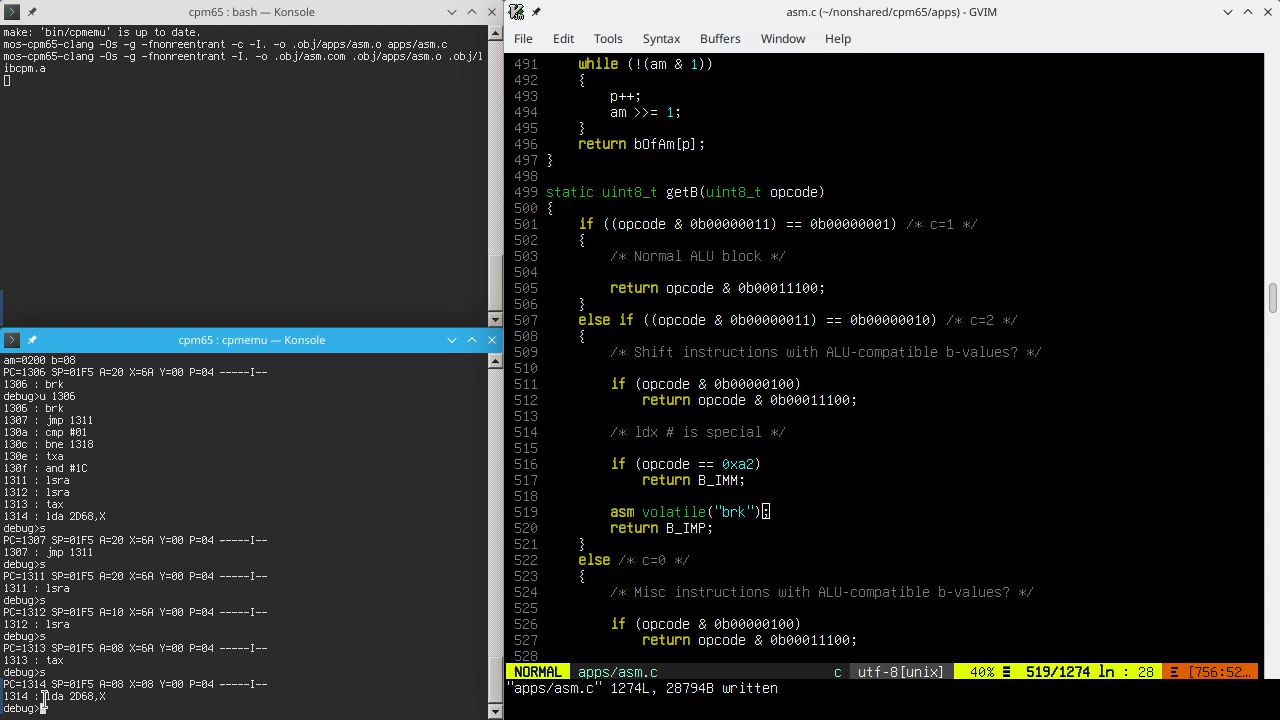 cpm65 : bash — Konsole
make: 'bin/cpmemu' is up to date.
mos-cpm65-clang -Os -g -fnonreentrant -c -I. -o .obj/apps/asm.o apps/asm.c
mos-cpm65-clang -Os -g -fnonreentrant -I. -o .obj/asm.com .obj/apps/asm.o .obj/l
ibcpm.a
cpm65 : cpmemu — Konsole
am=0200 b=08
PC=1306 SP=01F5 A=20 X=6A Y=00 P=04 -----I--
1306 : brk
debug>u 1306
1306 : brk
1307 : jmp 1311
130a : cmp #01
130c : bne 1318
130e : txa
130f : and #1C
1311 : lsra
1312 : lsra
1313 : tax
1314 : lda 2D68,X
debug>s
PC=1307 SP=01F5 A=20 X=6A Y=00 P=04 -----I--
1307 : jmp 1311
debug>s
PC=1311 SP=01F5 A=20 X=6A Y=00 P=04 -----I--
1311 : lsra
debug>s
PC=1312 SP=01F5 A=10 X=6A Y=00 P=04 -----I--
1312 : lsra
debug>s
PC=1313 SP=01F5 A=08 X=6A Y=00 P=04 -----I--
1313 : tax
debug>s
PC=1314 SP=01F5 A=08 X=08 Y=00 P=04 -----I--
1314 : lda 2D68,X
debug>
asm.c (~/nonshared/cpm65/apps) - GVIM
File Edit Tools Syntax Buffers Window Help
491     while (!(am & 1))
492     {
493         p++;
494         am >>= 1;
495     }
496     return bOfAm[p];
497 }
498
499 static uint8_t getB(uint8_t opcode)
500 {
501     if ((opcode & 0b00000011) == 0b00000001) /* c=1 */
502     {
503         /* Normal ALU block */
504
505         return opcode & 0b00011100;
506     }
507     else if ((opcode & 0b00000011) == 0b00000010) /* c=2 */
508     {
509         /* Shift instructions with ALU-compatible b-values? */
510
511         if (opcode & 0b00000100)
512             return opcode & 0b00011100;
513
514         /* ldx # is special */
515
516         if (opcode == 0xa2)
517             return B_IMM;
518
519         asm volatile("brk");
520         return B_IMP;
521     }
522     else /* c=0 */
523     {
524         /* Misc instructions with ALU-compatible b-values? */
525
526         if (opcode & 0b00000100)
527             return opcode & 0b00011100;
528
NORMAL apps/asm.c c utf-8[unix] 40% ☰ 519/1274 ln : 28 ☰ [756:52…
"apps/asm.c" 1274L, 28794B written